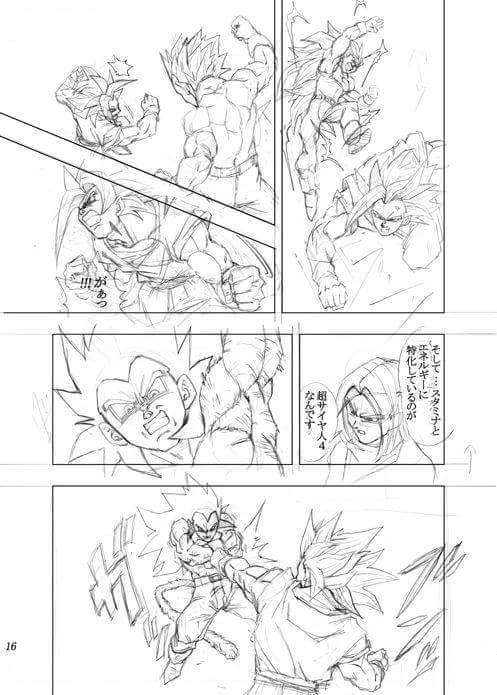 がぁっ
!!!
そして…スタミナと
エネルギーに
特化しているのが
超サイヤ人4
なんです
16